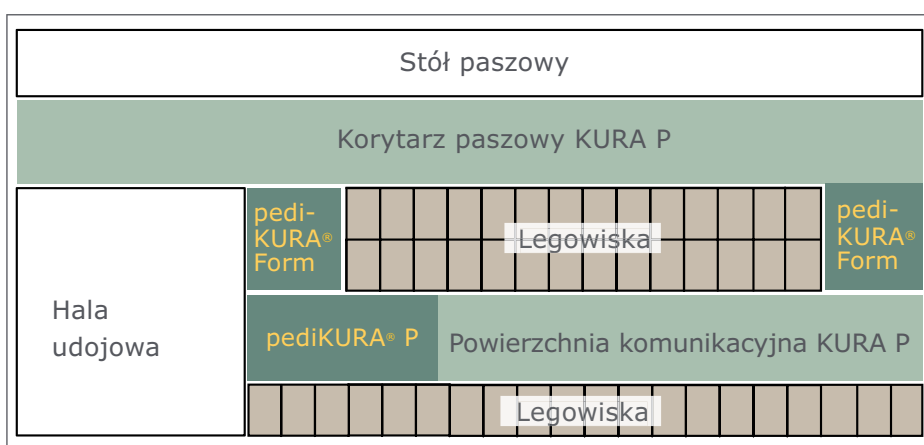 Stół paszowy
Korytarz paszowy KURA P
pedi-
KURA®
Form
Legowiska
pedi-
KURA®
Form
Hala
udojowa
pediKURA® P
Powierzchnia komunikacyjna KURA P
Legowiska